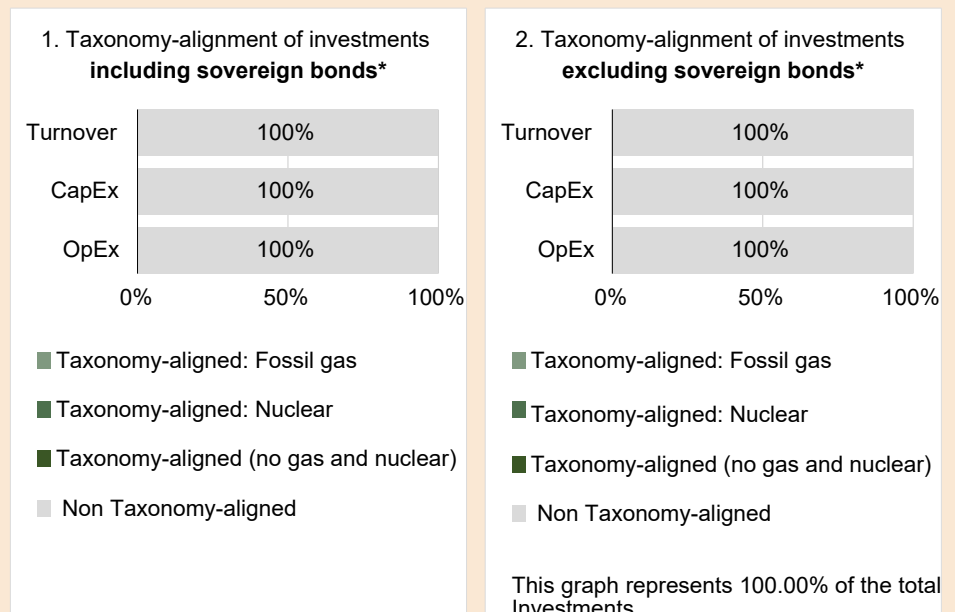 1. Taxonomy-alignment of investments
including sovereign bonds*
Turnover
100%
CapEx
100%
OpEx
100%
0%
50%
100%
Taxonomy-aligned: Fossil gas
Taxonomy-aligned: Nuclear
Taxonomy-aligned (no gas and nuclear)
Non Taxonomy-aligned
2. Taxonomy-alignment of investments
excluding sovereign bonds*
Turnover
100%
CapEx
100%
OpEx
100%
0%
50%
100%
Taxonomy-aligned: Fossil gas
Taxonomy-aligned: Nuclear
Taxonomy-aligned (no gas and nuclear)
Non Taxonomy-aligned
This graph represents 100.00% of the total
Investments